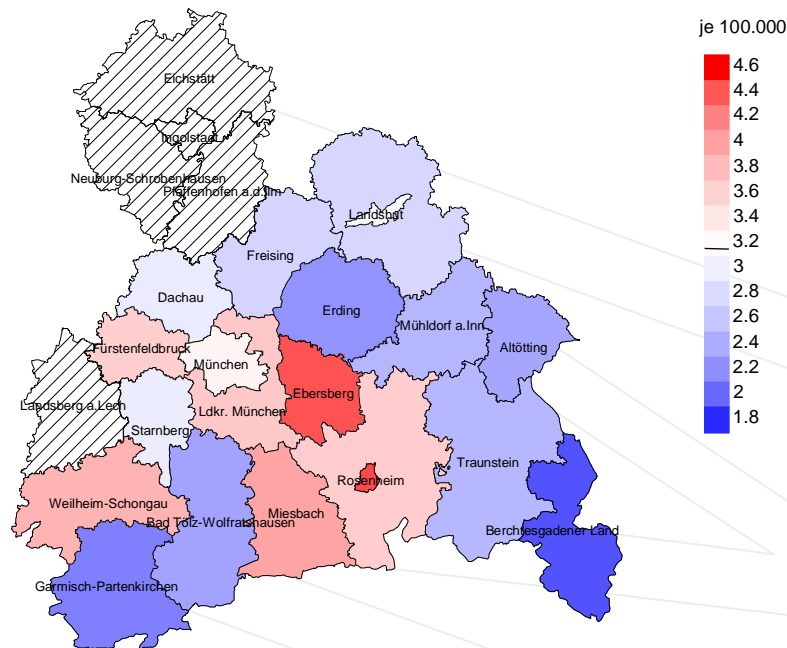 je 100.000
4.6
4.4
4.2
4
3.8
3.6
3.4
3.2
3
2.8
2.6
2.4
2.2
2
1.8
Eichstätt
Ingolstadt
Neuburg-Schrobenhausen
Pfaffenhofen a.d.Ilm
Landshut
Freising
Dachau
Erding
Mühldorf a.Inn
Altötting
Fürstenfeldbruck
München
Ebersberg
Landsberg a.Lech
Ldkr. München
Starnberg
Traunstein
Rosenheim
Weilheim-Schongau
Miesbach
Bad Tölz-Wolfratshausen
Berchtesgadener Land
Garmisch-Partenkirchen